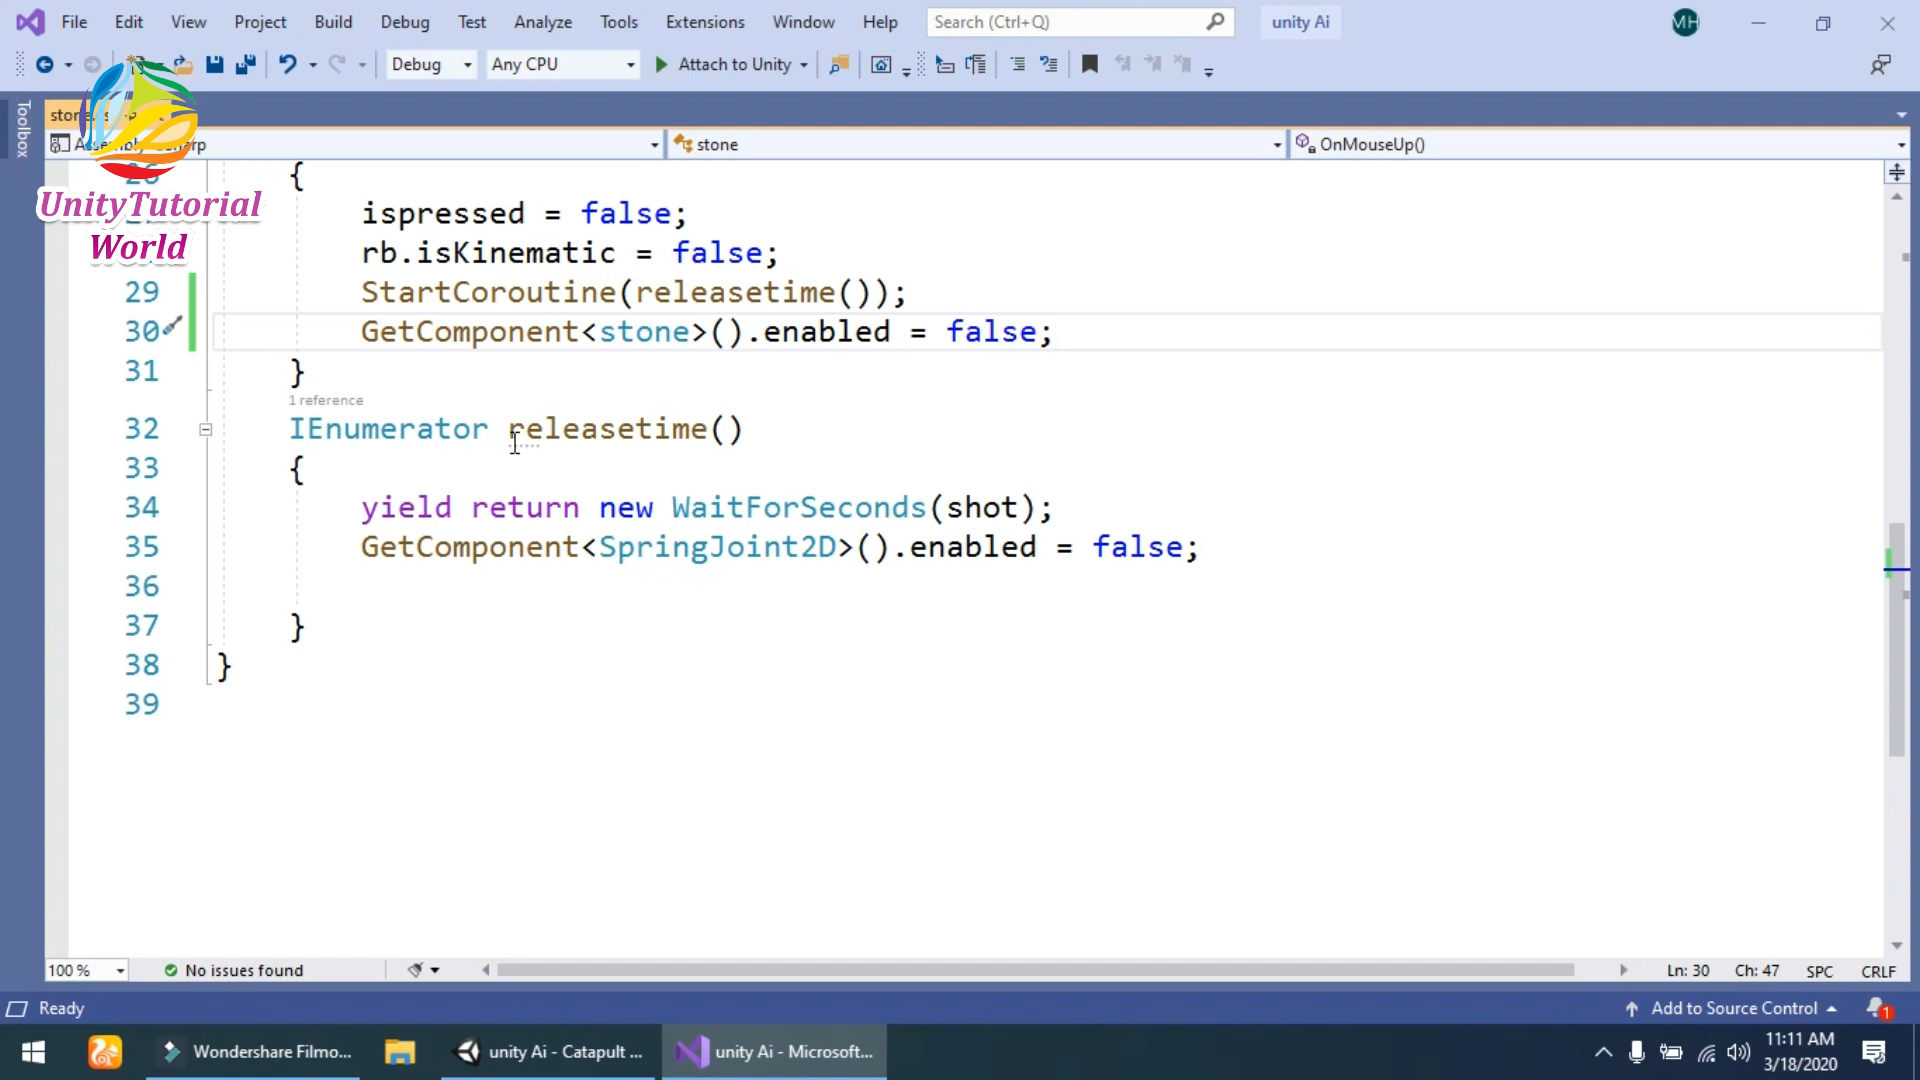 File Edit View Project Build Debug Test Analyze Tools Extensions Window Help Search (Ctrl+Q) unity Ai MH
Debug Any CPU Attach to Unity
Toolbox
stone OnMouseUp()
UnityTutorial
World
{
ispressed = false;
rb.isKinematic = false;
29 StartCoroutine(releasetime());
30 GetComponent<stone>().enabled = false;
31 }
1 reference
32 IEnumerator releasetime()
33 {
34 yield return new WaitForSeconds(shot);
35 GetComponent<SpringJoint2D>().enabled = false;
36
37 }
38 }
39
100 % No issues found Ln: 30 Ch: 47 SPC CRLF
Ready Add to Source Control 1
Wondershare Filmo... unity Ai - Catapult ... unity Ai - Microsoft... 11:11 AM
3/18/2020